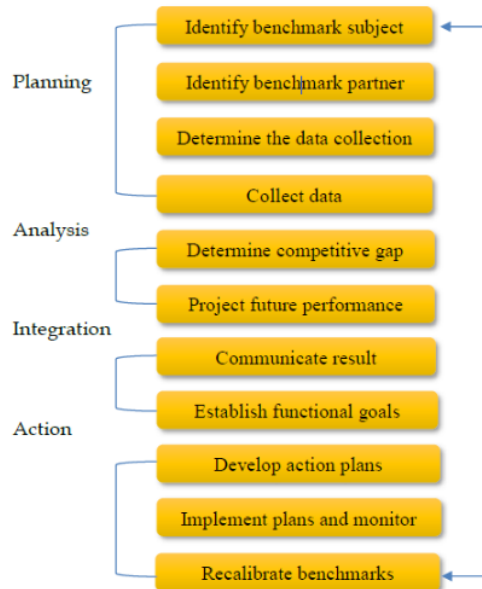 Identify benchmark subject
Planning
Identify benchmark partner
Determine the data collection
Collect data
Analysis
Determine competitive gap
Project future performance
Integration
Communicate result
Establish functional goals
Action
Develop action plans
Implement plans and monitor
Recalibrate benchmarks